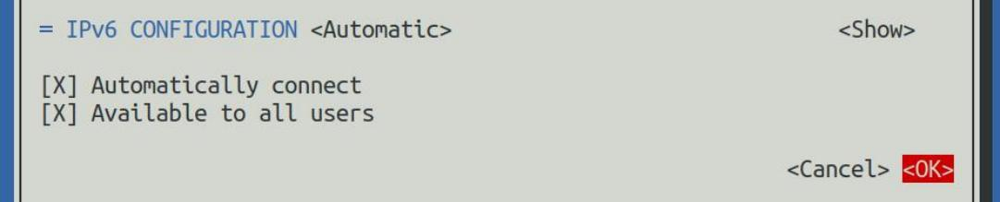 = IPv6 CONFIGURATION <Automatic> <Show>
[X] Automatically connect
[X] Available to all users
<Cancel> <OK>